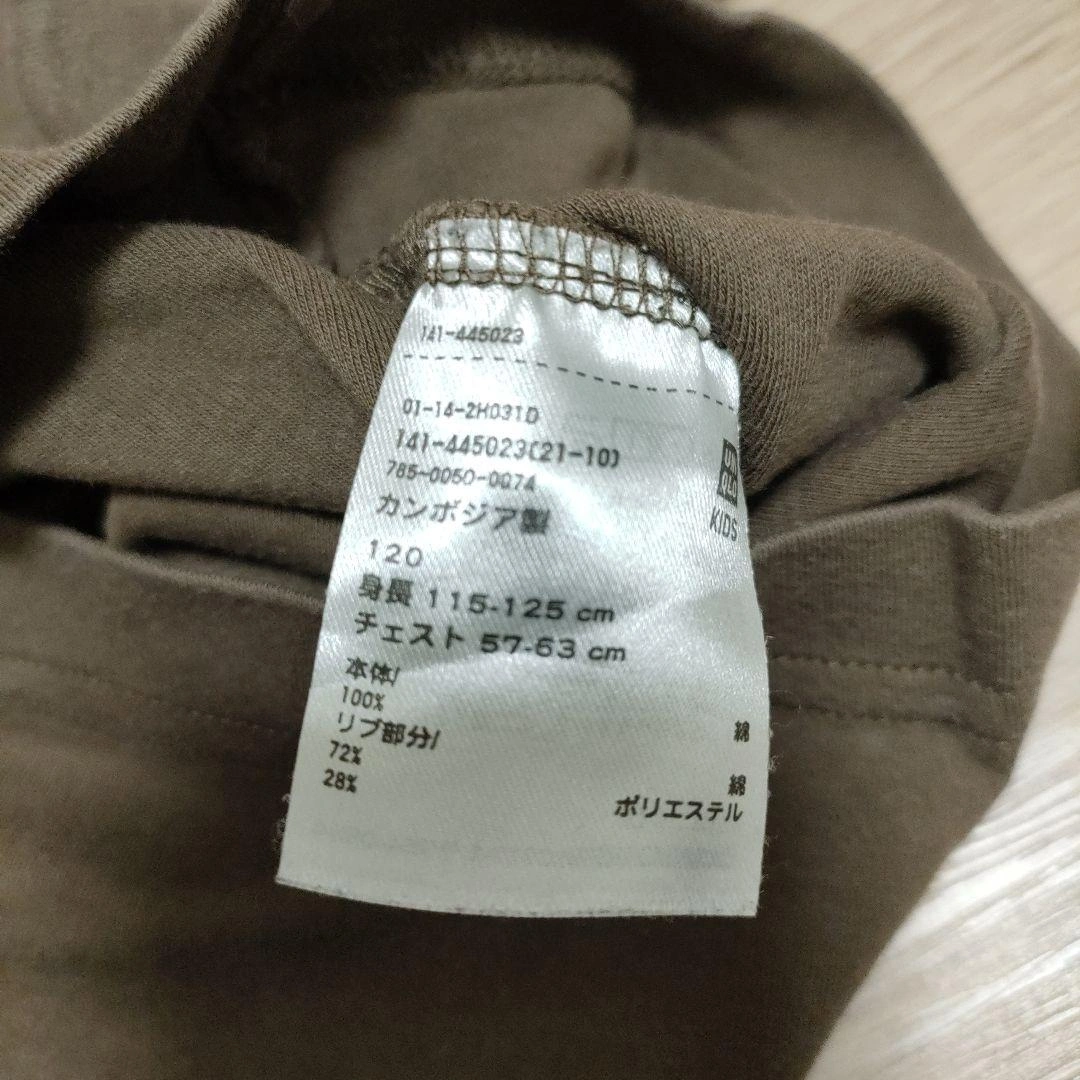 141-445023
01-14-2H031D
141-445023(21-10)
785-0050-0074
カンボジア製
120
身長 115-125 cm
チェスト 57-63 cm
本体/
100% 綿
リブ部分/
72% 綿
28% ポリエステル
UNI
QLO
KIDS